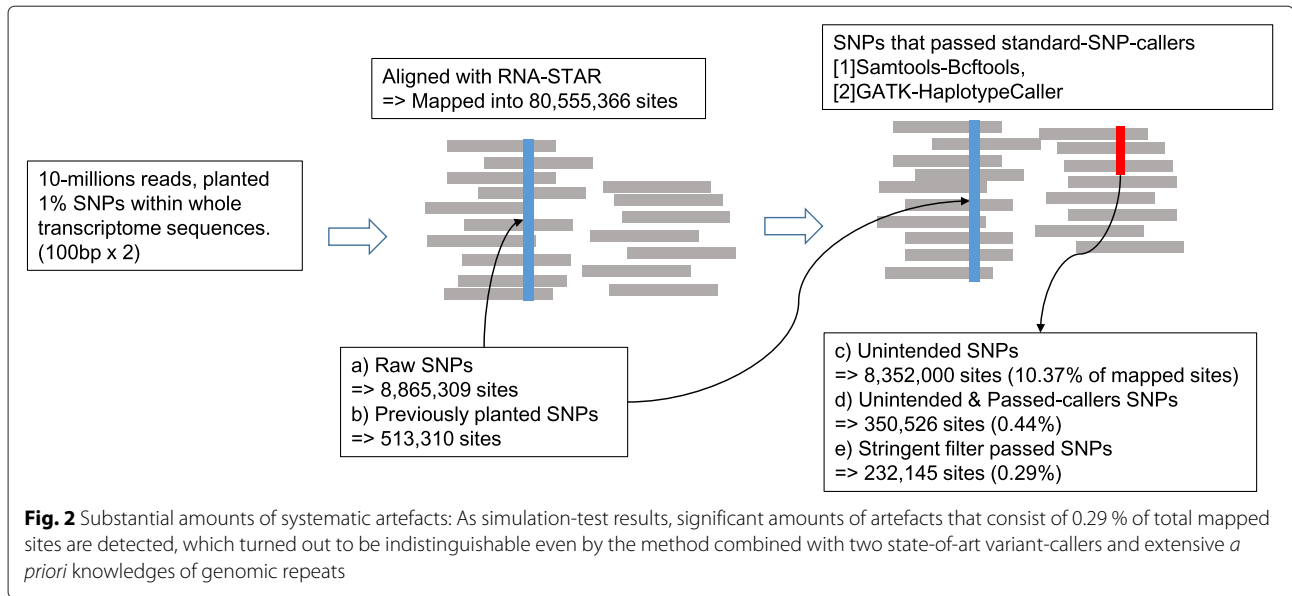 10-millions reads, planted
1% SNPs within whole
transcriptome sequences.
(100bp x 2)
Aligned with RNA-STAR
=> Mapped into 80,555,366 sites
SNPs that passed standard-SNP-callers
[1]Samtools-Bcftools,
[2]GATK-HaplotypeCaller
a) Raw SNPs
=> 8,865,309 sites
b) Previously planted SNPs
=> 513,310 sites
c) Unintended SNPs
=> 8,352,000 sites (10.37% of mapped sites)
d) Unintended & Passed-callers SNPs
=> 350,526 sites (0.44%)
e) Stringent filter passed SNPs
=> 232,145 sites (0.29%)
Fig. 2 Substantial amounts of systematic artefacts: As simulation-test results, significant amounts of artefacts that consist of 0.29 % of total mapped
sites are detected, which turned out to be indistinguishable even by the method combined with two state-of-art variant-callers and extensive a
priori knowledges of genomic repeats